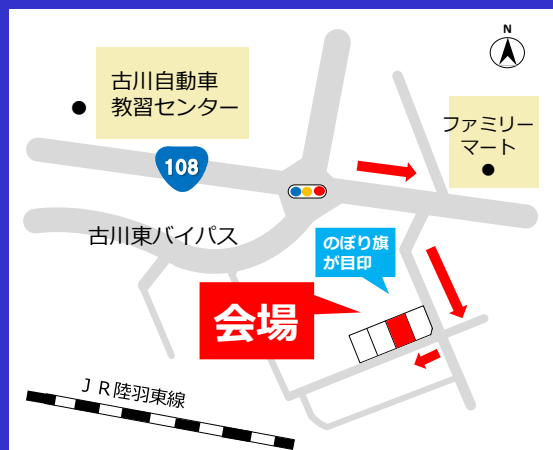 N
古川自動車
教習センター
ファミリー
マート
108
古川東バイパス
のぼり旗
が目印
会場
ＪＲ陸羽東線